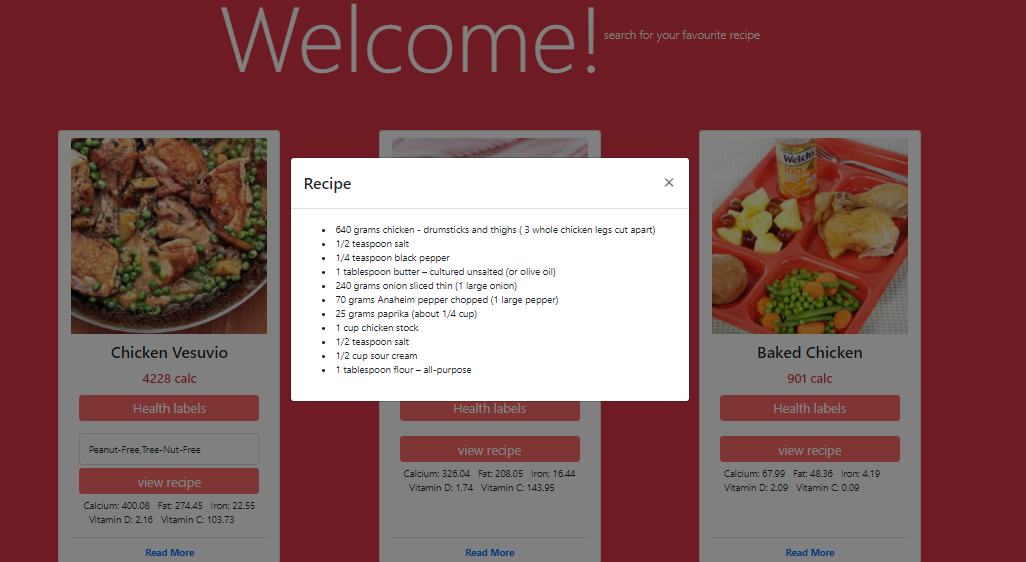 Welcome! search for your favourite recipe
Welch's
100
Recipe ×
640 grams chicken - drumsticks and thighs ( 3 whole chicken legs cut apart)
1/2 teaspoon salt
1/4 teaspoon black pepper
1 tablespoon butter – cultured unsalted (or olive oil)
240 grams onion sliced thin (1 large onion)
70 grams Anaheim pepper chopped (1 large pepper)
25 grams paprika (about 1/4 cup)
1 cup chicken stock
1/2 teaspoon salt
1/2 cup sour cream
1 tablespoon flour – all-purpose
Chicken Vesuvio
4228 calc
Health labels
Peanut-Free,Tree-Nut-Free
view recipe
Calcium: 400.08 Fat: 274.45 Iron: 22.55
Vitamin D: 2.16 Vitamin C: 103.73
Read More
Health labels
view recipe
Calcium: 326.04 Fat: 208.05 Iron: 16.44
Vitamin D: 1.74 Vitamin C: 143.95
Read More
Baked Chicken
901 calc
Health labels
view recipe
Calcium: 67.99 Fat: 48.36 Iron: 4.19
Vitamin D: 2.09 Vitamin C: 0.09
Read More